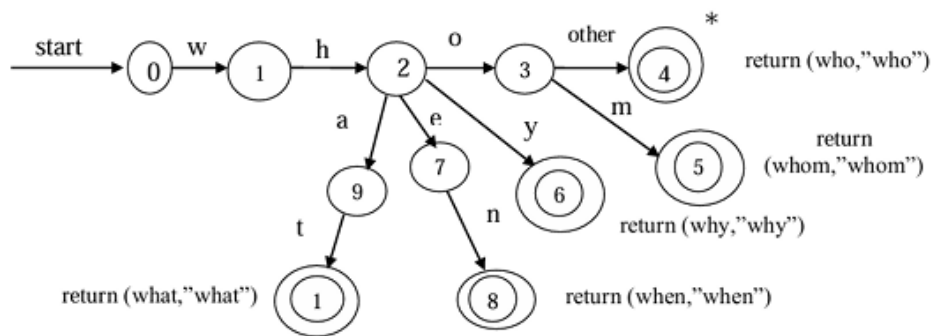 start
w
h
o
other
*
0
1
2
3
4
return (who,”who”)
a
e
y
m
return
(whom,”whom”)
9
7
6
5
t
n
return (why,”why”)
return (what,”what”)
1
8
return (when,”when”)